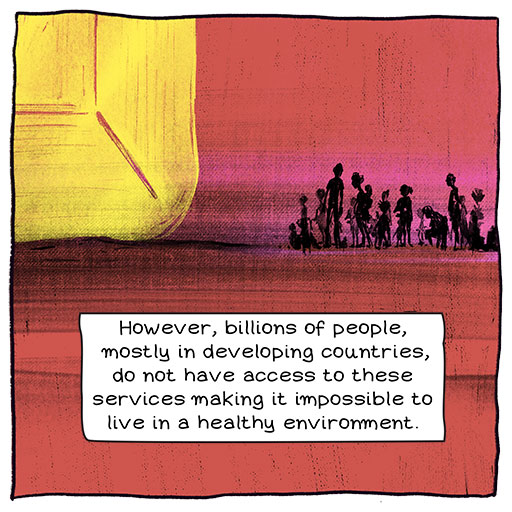 However, billions of people,
mostly in developing countries,
do not have access to these
services making it impossible to
live in a healthy environment.